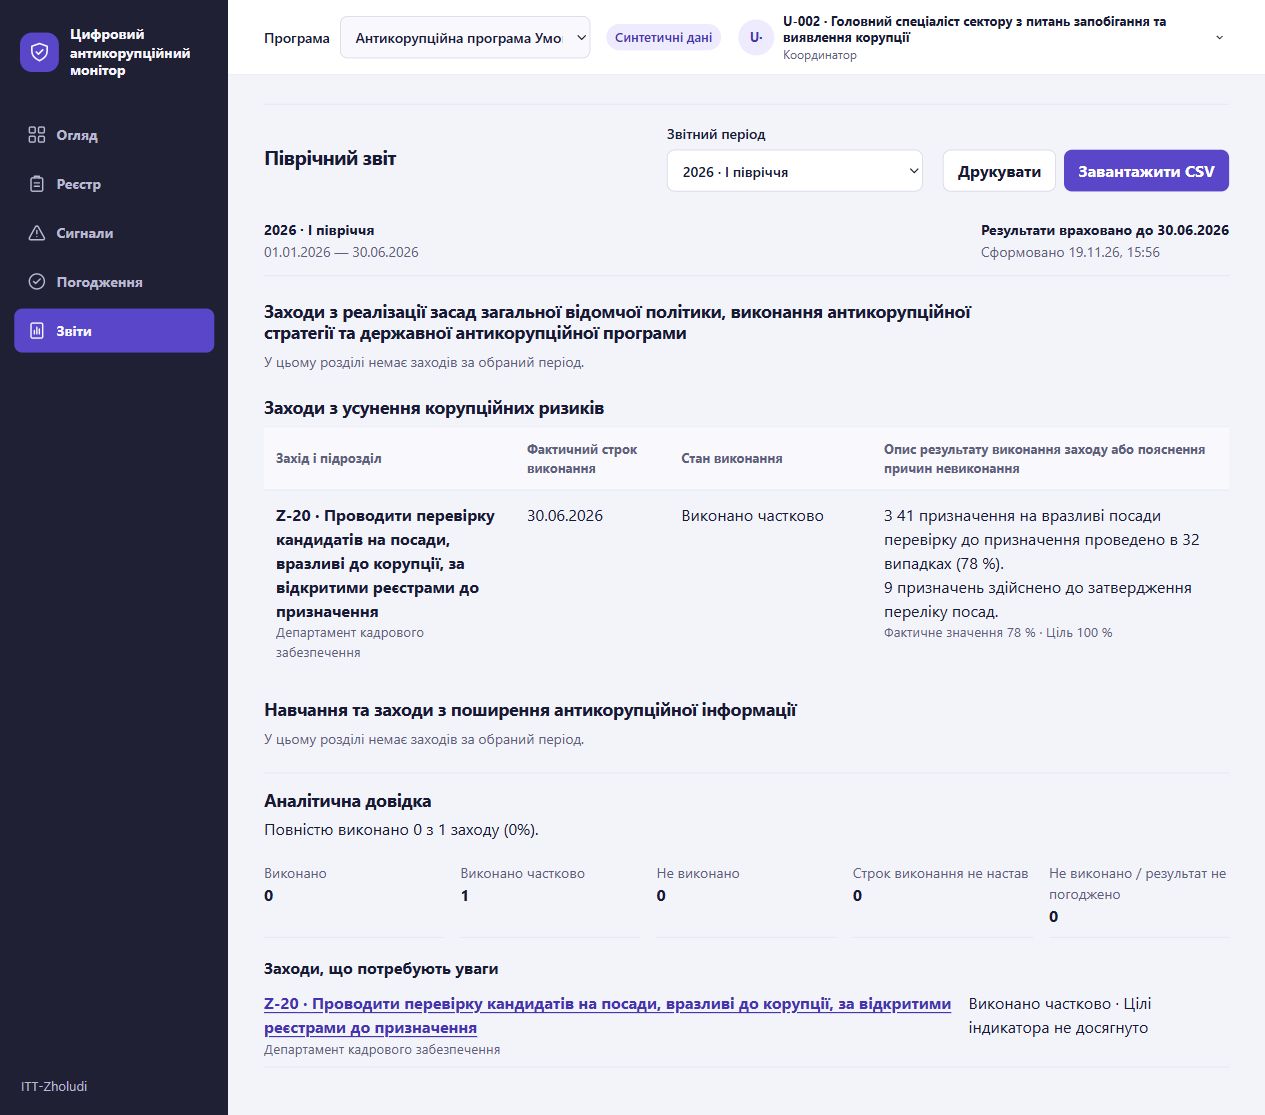 Цифровий
антикорупційний
монітор
Огляд
Реєстр
Сигнали
Погодження
Звіти
ITT-Zholudi
Програма
Антикорупційна програма Умо
Синтетичні дані
U·
U-002 · Головний спеціаліст сектору з питань запобігання та
виявлення корупції
Координатор
Піврічний звіт
Звітний період
2026 · I півріччя
Друкувати
Завантажити CSV
2026 · I півріччя
01.01.2026 — 30.06.2026
Результати враховано до 30.06.2026
Сформовано 19.11.26, 15:56
Заходи з реалізації засад загальної відомчої політики, виконання антикорупційної
стратегії та державної антикорупційної програми
У цьому розділі немає заходів за обраний період.
Заходи з усунення корупційних ризиків
Захід і підрозділ
Фактичний строк
виконання
Стан виконання
Опис результату виконання заходу або пояснення
причин невиконання
Z-20 · Проводити перевірку
кандидатів на посади,
вразливі до корупції, за
відкритими реєстрами до
призначення
Департамент кадрового
забезпечення
30.06.2026
Виконано частково
З 41 призначення на вразливі посади
перевірку до призначення проведено в 32
випадках (78 %).
9 призначень здійснено до затвердження
переліку посад.
Фактичне значення 78 % · Ціль 100 %
Навчання та заходи з поширення антикорупційної інформації
У цьому розділі немає заходів за обраний період.
Аналітична довідка
Повністю виконано 0 з 1 заходу (0%).
Виконано
0
Виконано частково
1
Не виконано
0
Строк виконання не настав
0
Не виконано / результат не
погоджено
0
Заходи, що потребують уваги
Z-20 · Проводити перевірку кандидатів на посади, вразливі до корупції, за відкритими
реєстрами до призначення
Департамент кадрового забезпечення
Виконано частково · Цілі
індикатора не досягнуто